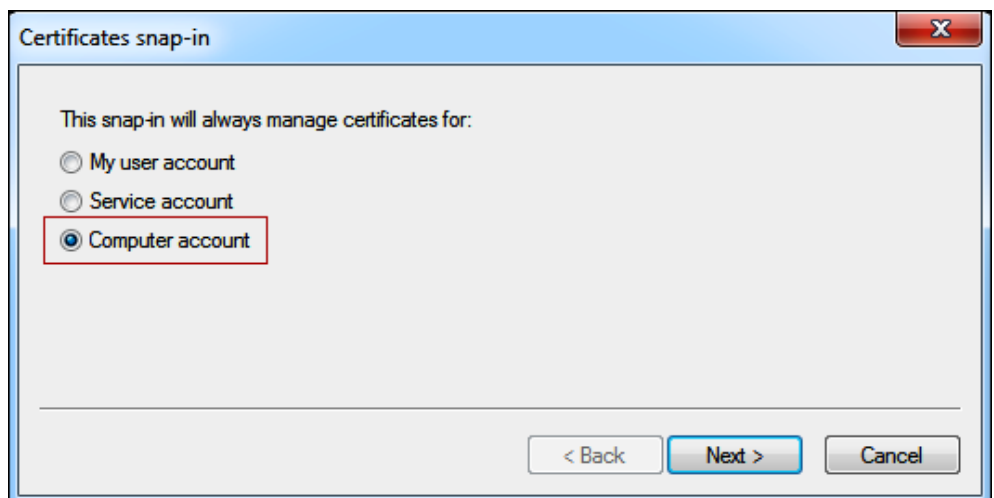 Certificates snap-in
X
This snap-in will always manage certificates for:
My user account
Service account
Computer account
< Back
Next >
Cancel